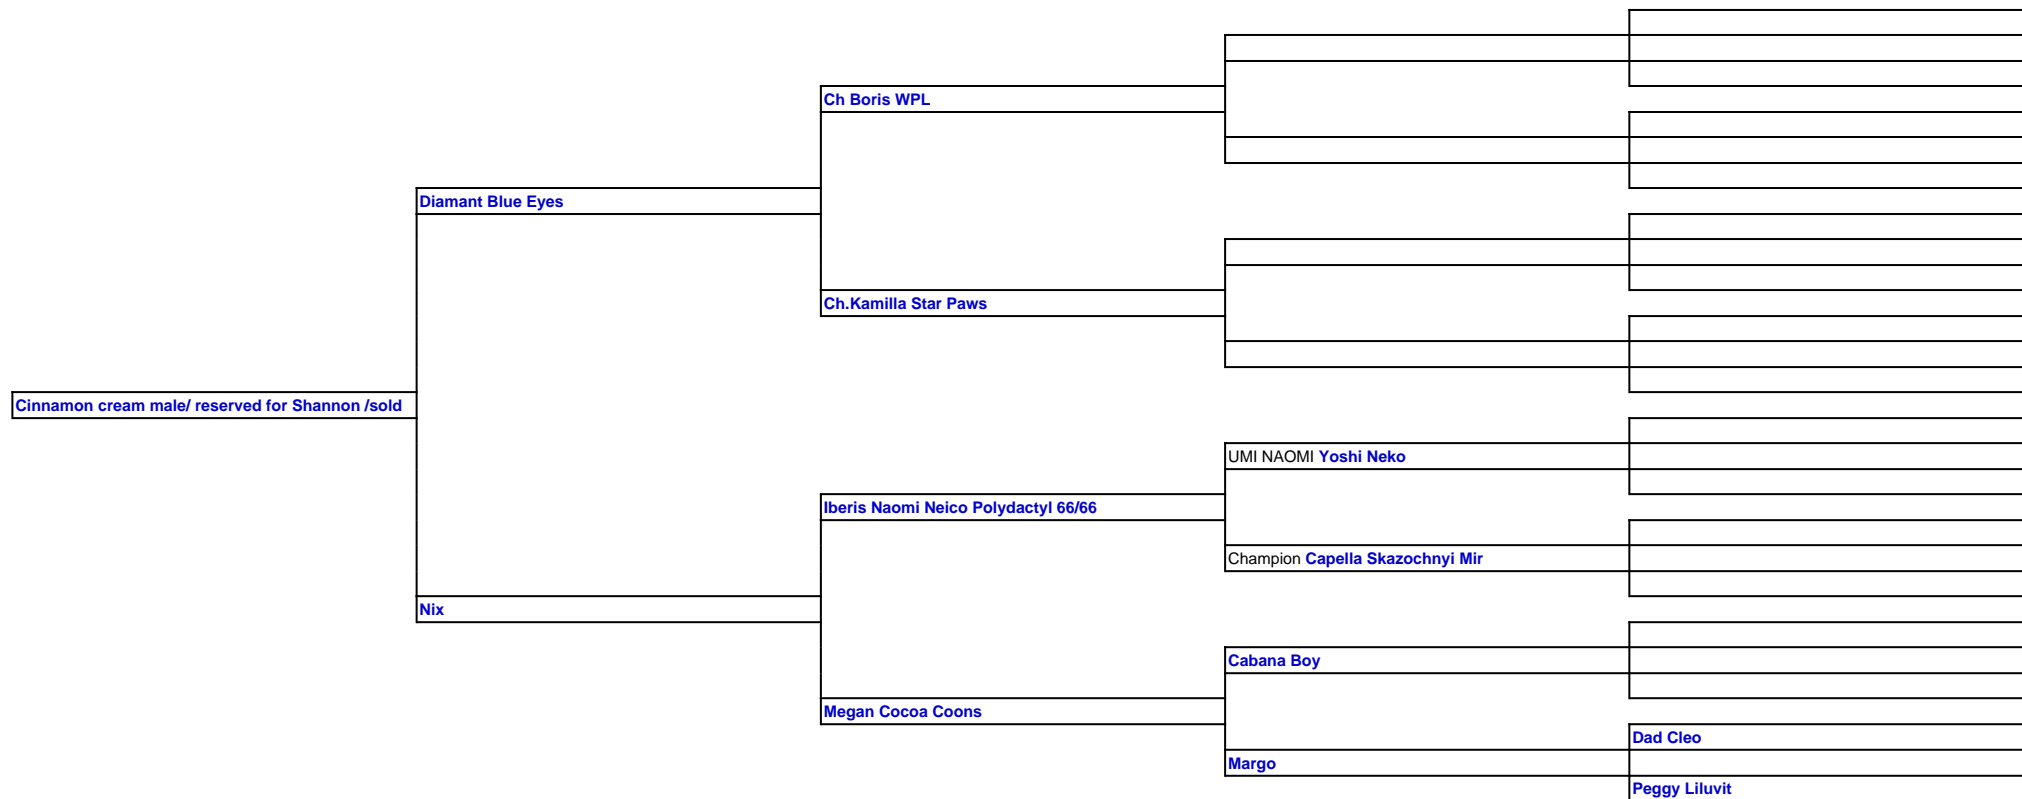 Ch Boris WPL
Diamant Blue Eyes
Ch.Kamilla Star Paws
Cinnamon cream male/ reserved for Shannon /sold
UMI NAOMI Yoshi Neko
Iberis Naomi Neico Polydactyl 66/66
Champion Capella Skazochnyi Mir
Nix
Cabana Boy
Megan Cocoa Coons
Dad Cleo
Margo
Peggy Liluvit